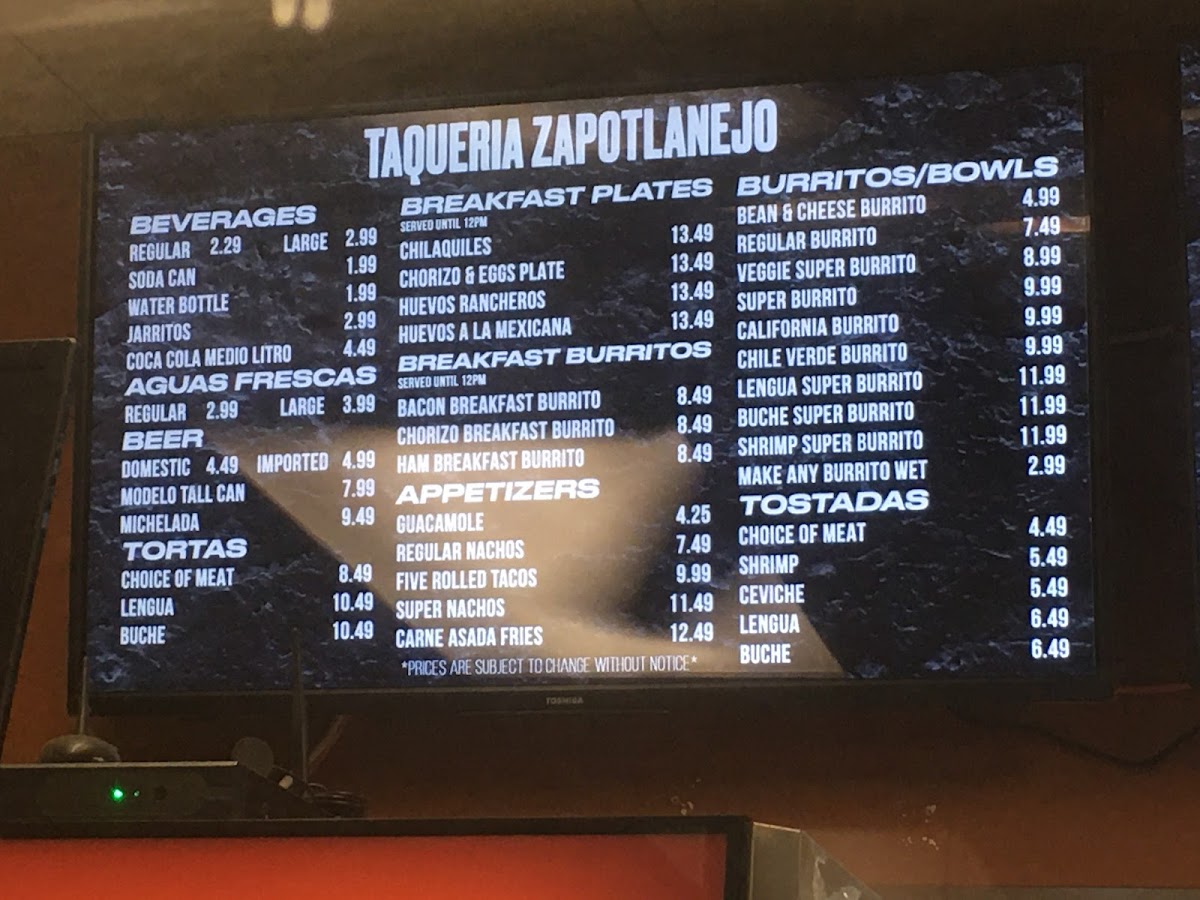 TAQUERIA ZAPOTLANEJO
BEVERAGES
REGULAR 2.29 LARGE 2.99
SODA CAN 1.99
WATER BOTTLE 1.99
JARRITOS 2.99
COCA COLA MEDIO LITRO 4.49
AGUAS FRESCAS
REGULAR 2.99 LARGE 3.99
BEER
DOMESTIC 4.49 IMPORTED 4.99
MODELO TALL CAN 7.99
MICHELADA 9.49
TORTAS
CHOICE OF MEAT 8.49
LENGUA 10.49
BUCHE 10.49
BREAKFAST PLATES
SERVED UNTIL 12PM
CHILAQUILES 13.49
CHORIZO & EGGS PLATE 13.49
HUEVOS RANCHEROS 13.49
HUEVOS A LA MEXICANA 13.49
BREAKFAST BURRITOS
SERVED UNTIL 12PM
BACON BREAKFAST BURRITO 8.49
CHORIZO BREAKFAST BURRITO 8.49
HAM BREAKFAST BURRITO 8.49
APPETIZERS
GUACAMOLE 4.25
REGULAR NACHOS 7.49
FIVE ROLLED TACOS 9.99
SUPER NACHOS 11.49
CARNE ASADA FRIES 12.49
*PRICES ARE SUBJECT TO CHANGE WITHOUT NOTICE*
BURRITOS/BOWLS
BEAN & CHEESE BURRITO 4.99
REGULAR BURRITO 7.49
VEGGIE SUPER BURRITO 8.99
SUPER BURRITO 9.99
CALIFORNIA BURRITO 9.99
CHILE VERDE BURRITO 9.99
LENGUA SUPER BURRITO 11.99
BUCHE SUPER BURRITO 11.99
SHRIMP SUPER BURRITO 11.99
MAKE ANY BURRITO WET 2.99
TOSTADAS
CHOICE OF MEAT 4.49
SHRIMP 5.49
CEVICHE 5.49
LENGUA 6.49
BUCHE 6.49
TOSHIBA